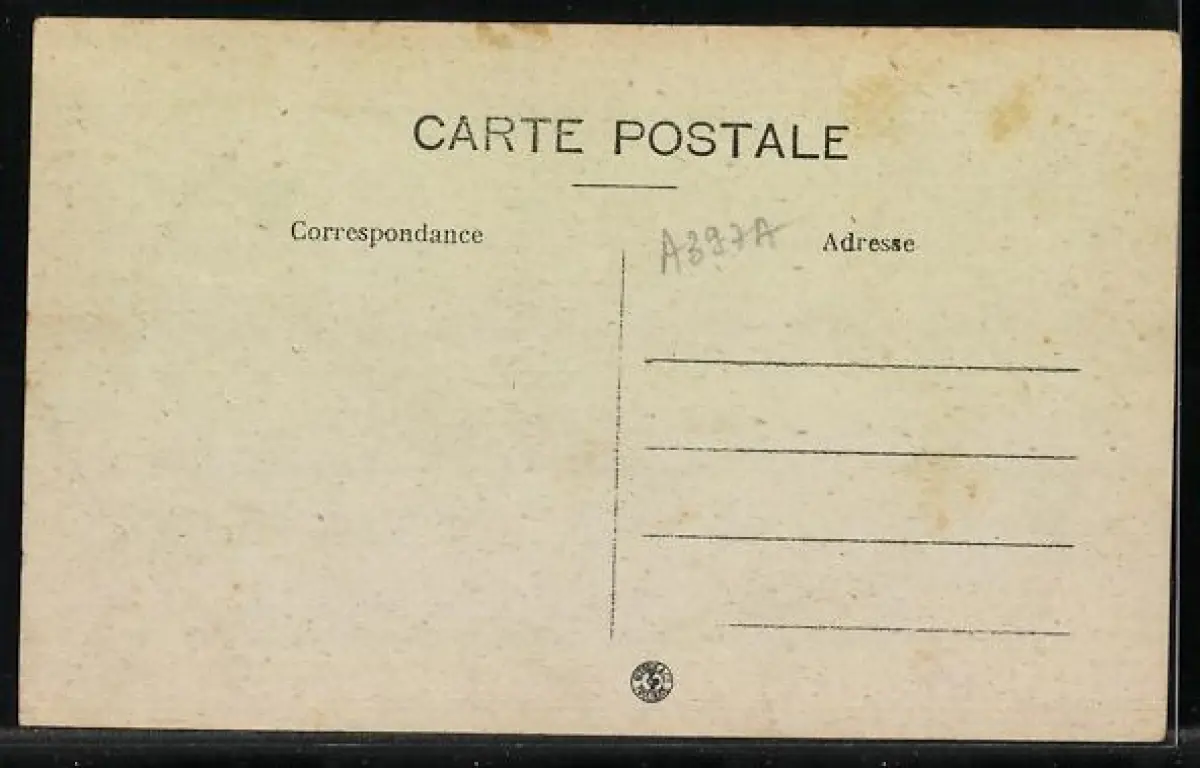 CARTE POSTALE
Correspondance
A397A
Adresse